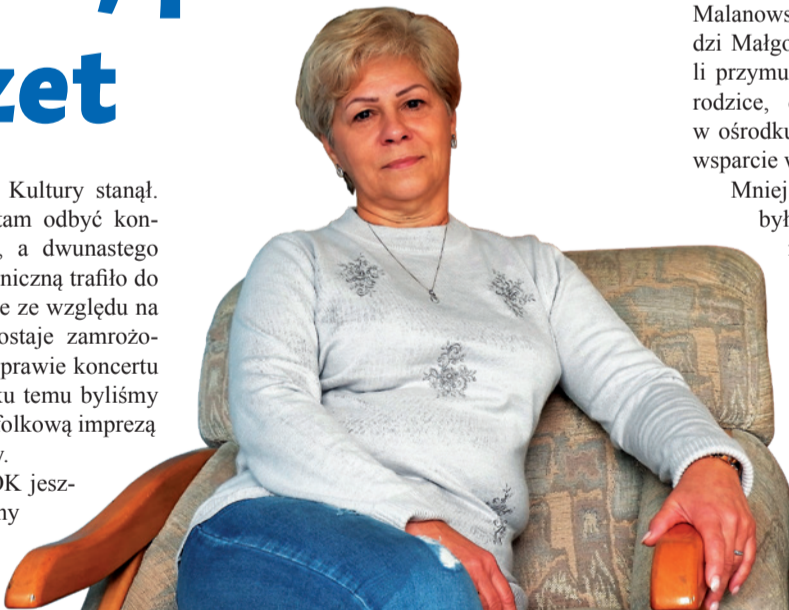 zet
Kultury stanął.
tam odbyć kon-
a dwunastego
niczną trafiło do
e ze względu na
ostaje zamrożo-
prawie koncertu
ku temu byliśmy
folkową imprezą
OK jesz-
ny
Malanows
dzi Małgo
li przymu
rodzice,
w ośrodku
wsparcie w
Mniej
był